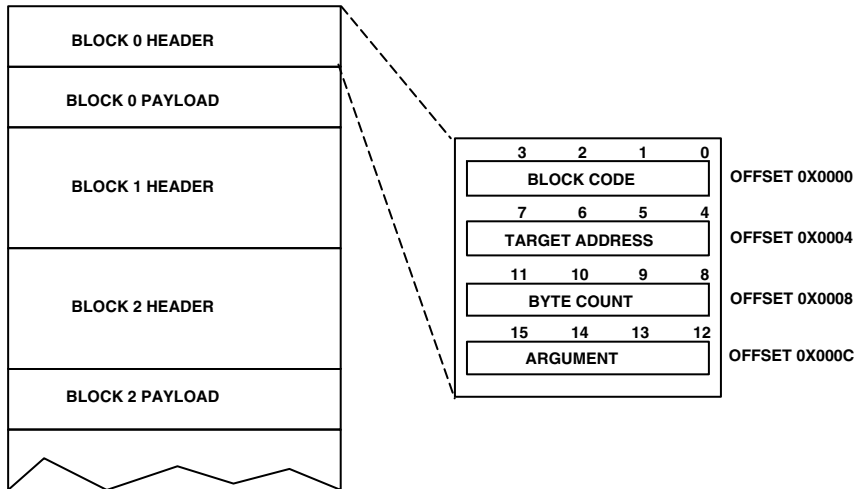 BLOCK 0 HEADER
BLOCK 0 PAYLOAD
BLOCK 1 HEADER
BLOCK 2 HEADER
BLOCK 2 PAYLOAD
3 2 1 0
BLOCK CODE
OFFSET 0X0000
7 6 5 4
TARGET ADDRESS
OFFSET 0X0004
11 10 9 8
BYTE COUNT
OFFSET 0X0008
15 14 13 12
ARGUMENT
OFFSET 0X000C